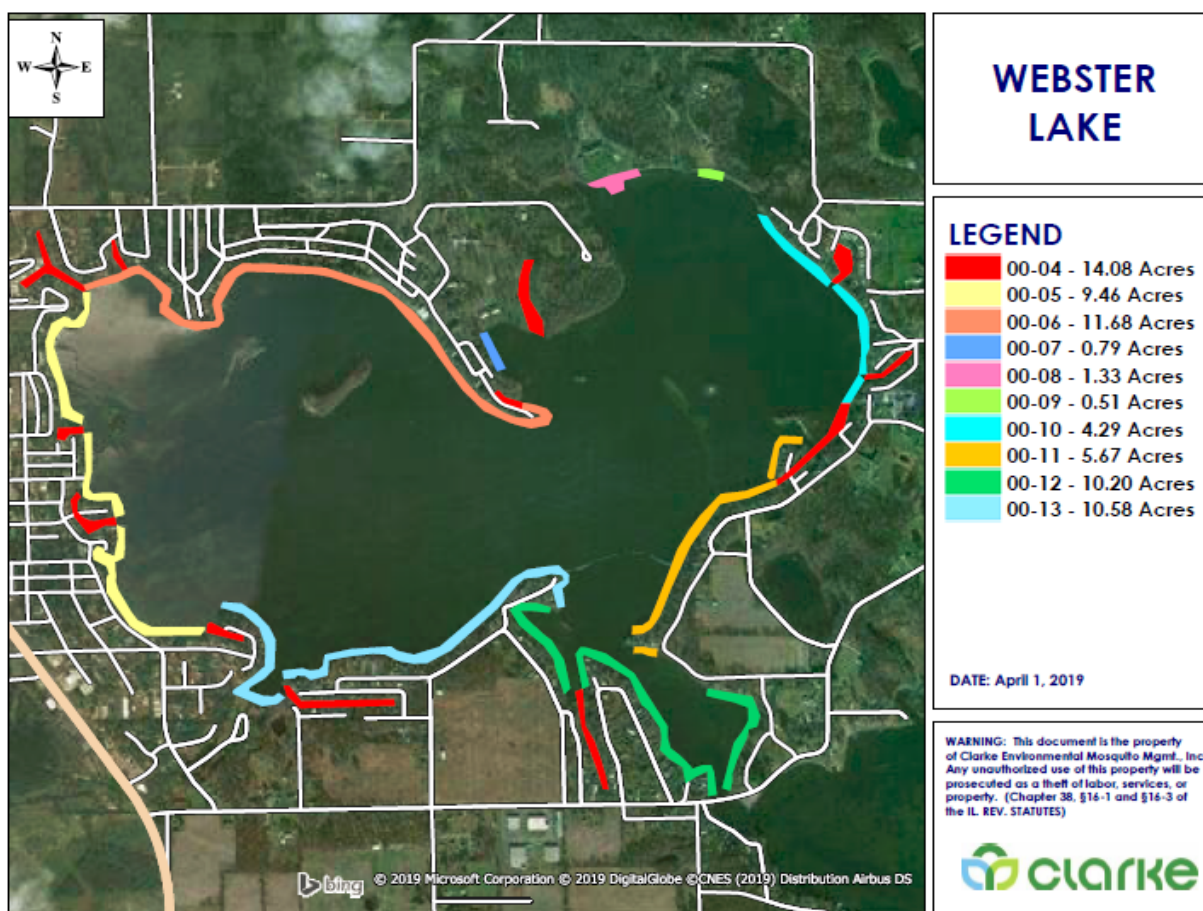 N
W E
S
WEBSTER
LAKE
LEGEND
00-04 - 14.08 Acres
00-05 - 9.46 Acres
00-06 - 11.68 Acres
00-07 - 0.79 Acres
00-08 - 1.33 Acres
00-09 - 0.51 Acres
00-10 - 4.29 Acres
00-11 - 5.67 Acres
00-12 - 10.20 Acres
00-13 - 10.58 Acres
DATE: April 1, 2019
WARNING: This document is the property
of Clarke Environmental Mosquito Mgmt., Inc
Any unauthorized use of this property will be
prosecuted as a theft of labor, services, or
property. (Chapter 38, §16-1 and §16-3 of
the IL. REV. STATUTES)
clarke
bing © 2019 Microsoft Corporation © 2019 DigitalGlobe ©CNES (2019) Distribution Airbus DS